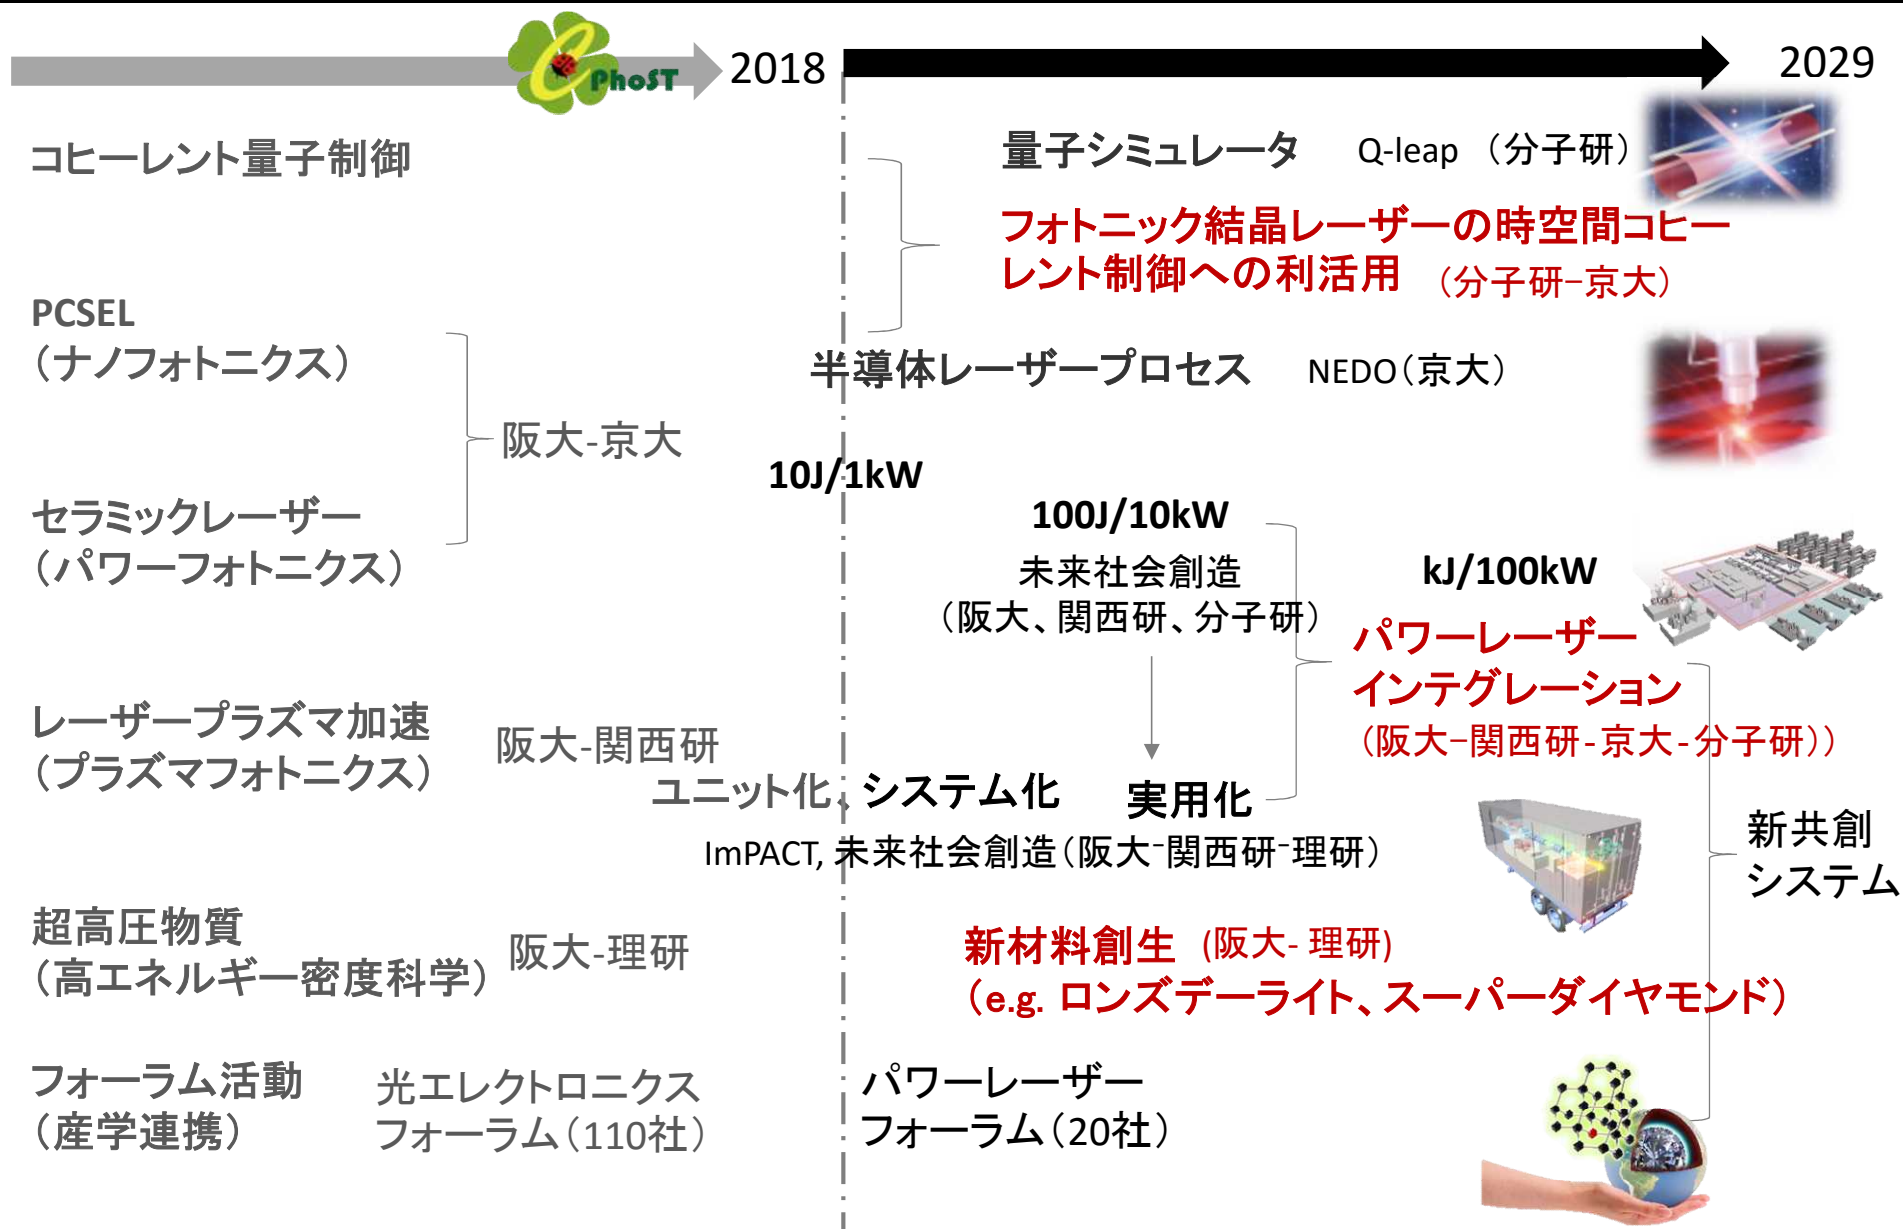 C PhoST
2018
2029
コヒーレント量子制御
量子シミュレータ Q-leap （分子研）
フォトニック結晶レーザーの時空間コヒー
レント制御への利活用 （分子研−京大）
PCSEL
（ナノフォトニクス）
半導体レーザープロセス NEDO（京大）
阪大-京大
10J/1kW
セラミックレーザー
（パワーフォトニクス）
100J/10kW
未来社会創造
（阪大、関西研、分子研）
kJ/100kW
パワーレーザー
インテグレーション
（阪大−関西研-京大-分子研））
レーザープラズマ加速
（プラズマフォトニクス）
阪大-関西研
ユニット化、システム化 実用化
ImPACT, 未来社会創造（阪大-関西研-理研）
新共創
システム
超高圧物質
（高エネルギー密度科学）
阪大-理研
新材料創生 (阪大- 理研)
（e.g. ロンズデーライト、スーパーダイヤモンド）
フォーラム活動
（産学連携）
光エレクトロニクス
フォーラム（110社）
パワーレーザー
フォーラム（20社）